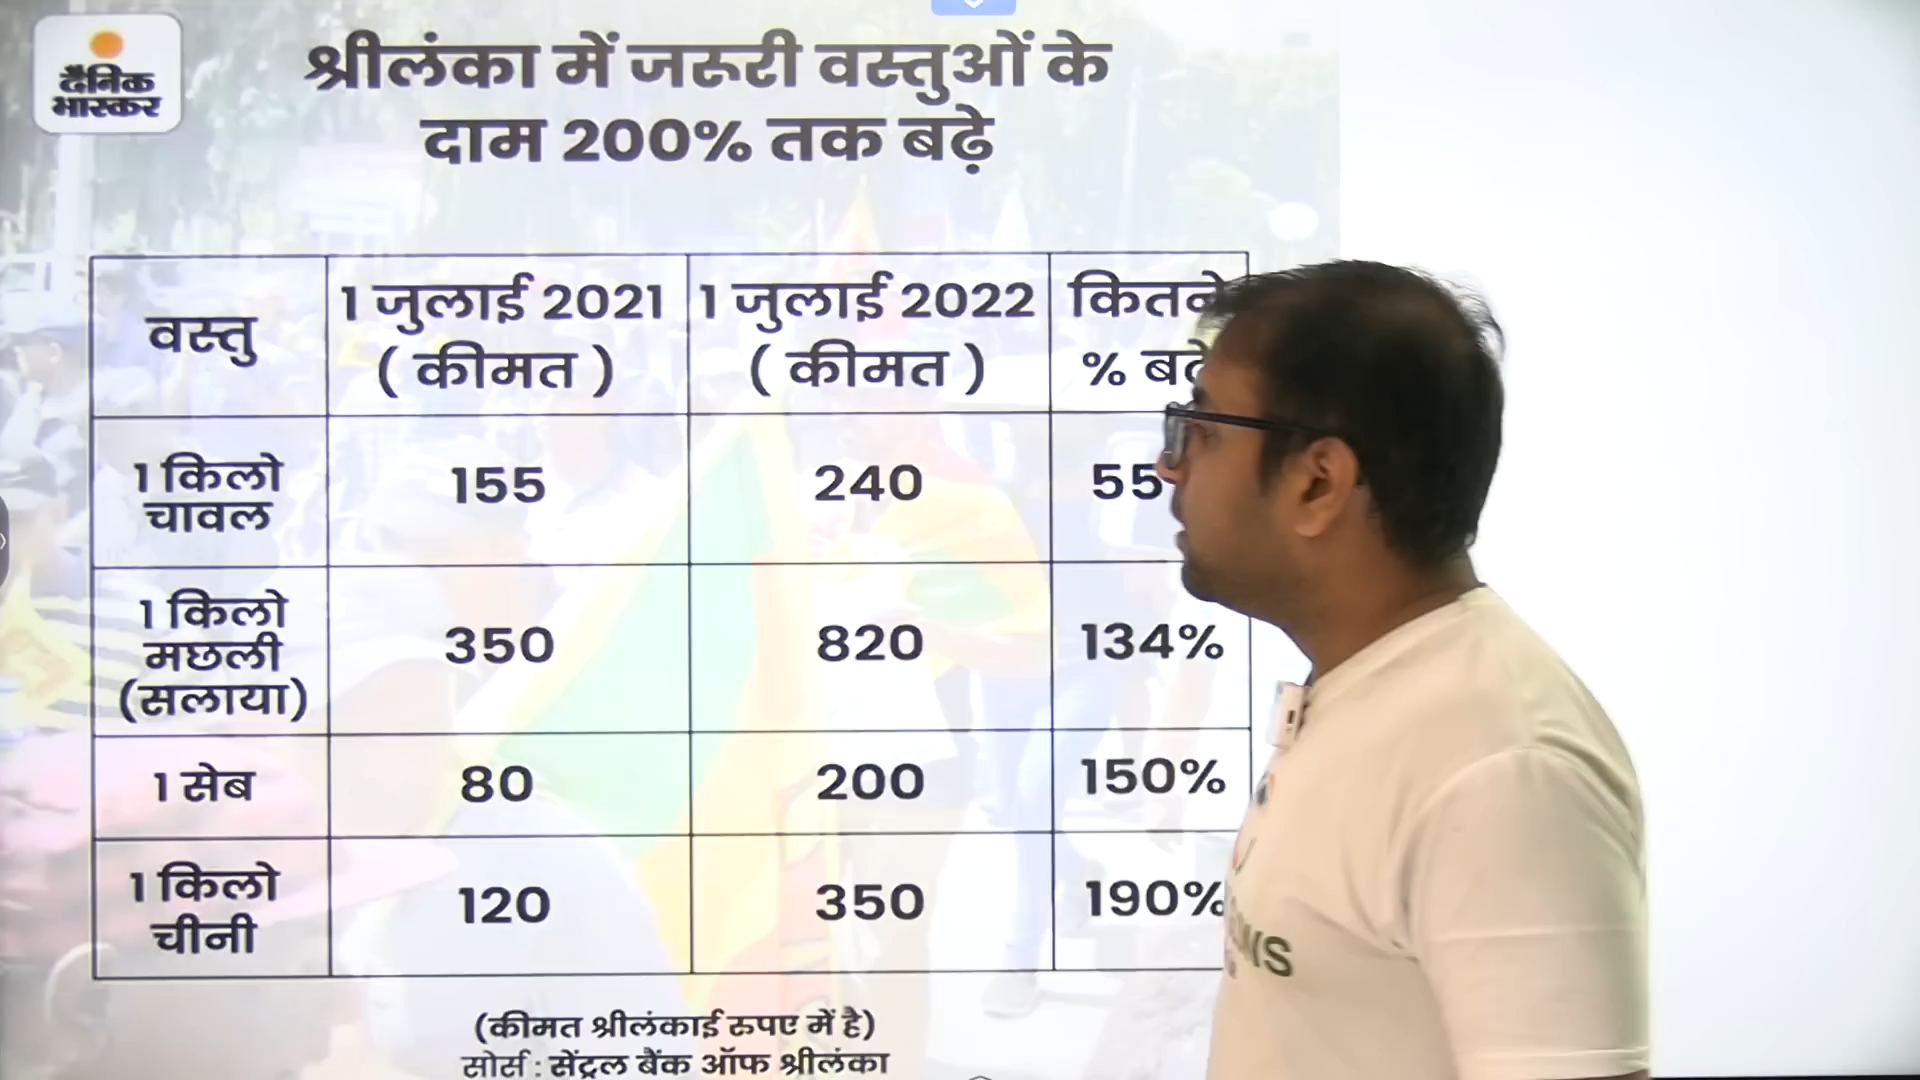 दैनिक
भास्कर
श्रीलंका में जरूरी वस्तुओं के
दाम 200% तक बढ़े
वस्तु
1 जुलाई 2021
( कीमत )
1 जुलाई 2022
( कीमत )
%
1 किलो
चावल
155
240
55
1 किलो
मछली
(सलाया)
350
820
134%
1 सेब
80
200
150%
1 किलो
चीनी
120
350
190%
(कीमत श्रीलंकाई रुपए में है)
सोर्स : सेंट्रल बैंक ऑफ श्रीलंका